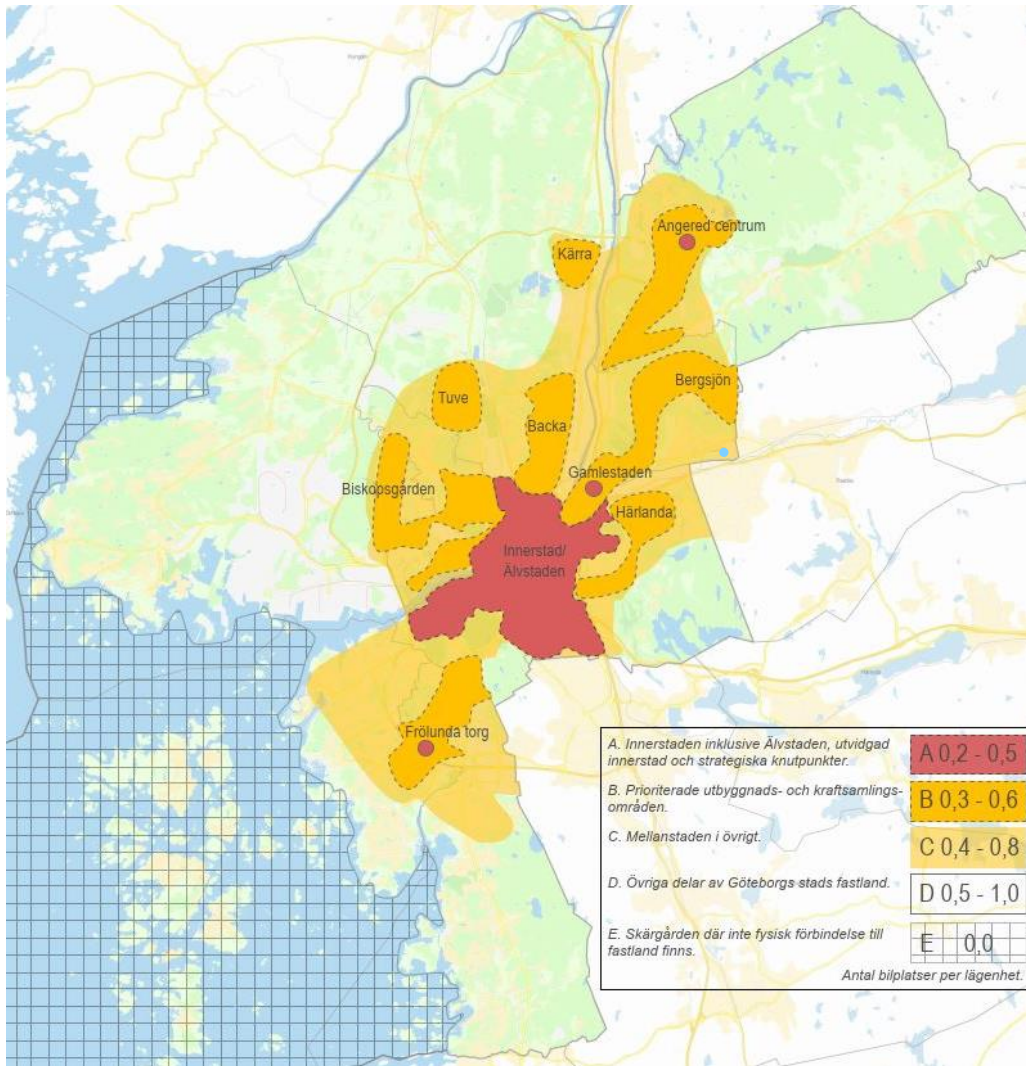 Angered centrum
Kärra
Bergsjön
Tuve
Backa
Gamlestaden
Biskopsgården
Härlanda
Innerstad/
Älvstaden
Frölunda torg
A. Innerstaden inklusive Älvstaden, utvidgad
innerstad och strategiska knutpunkter.
A 0,2 - 0,5
B. Prioriterade utbyggnads- och kraftsamlings-
områden.
B 0,3 - 0,6
C. Mellanstaden i övrigt.
C 0,4 - 0,8
D. Övriga delar av Göteborgs stads fastland.
D 0,5 - 1,0
E. Skärgården där inte fysisk förbindelse till
fastland finns.
E 0,0
Antal bilplatser per lägenhet.